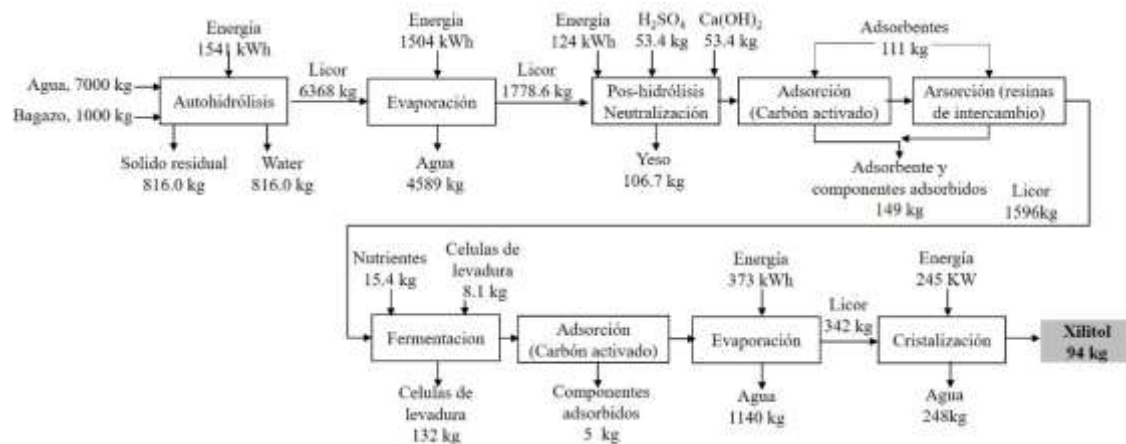 Energía
1541 kWh
Energía
1504 kWh
Energía
124 kWh
H2SO4
53.4 kg
Ca(OH)2
53.4 kg
Adsorbentes
111 kg
Agua, 7000 kg
Bagazo, 1000 kg
Autohidrólisis
Licor
6368 kg
Evaporación
Licor
1778.6 kg
Pos-hidrólisis
Neutralización
Adsorción
(Carbón activado)
Arsorción (resinas
de intercambio)
Solido residual
816.0 kg
Water
816.0 kg
Agua
4589 kg
Yeso
106.7 kg
Adsorbente y
componentes adsorbidos
149 kg
Licor
1596kg
Nutrientes
15.4 kg
Celulas de
levadura
8.1 kg
Energía
373 kWh
Energía
245 KW
Fermentacion
Adsorción
(Carbón activado)
Evaporación
Licor
342 kg
Cristalización
Xilitol
94 kg
Celulas de
levadura
132 kg
Componentes
adsorbidos
5 kg
Agua
1140 kg
Agua
248kg